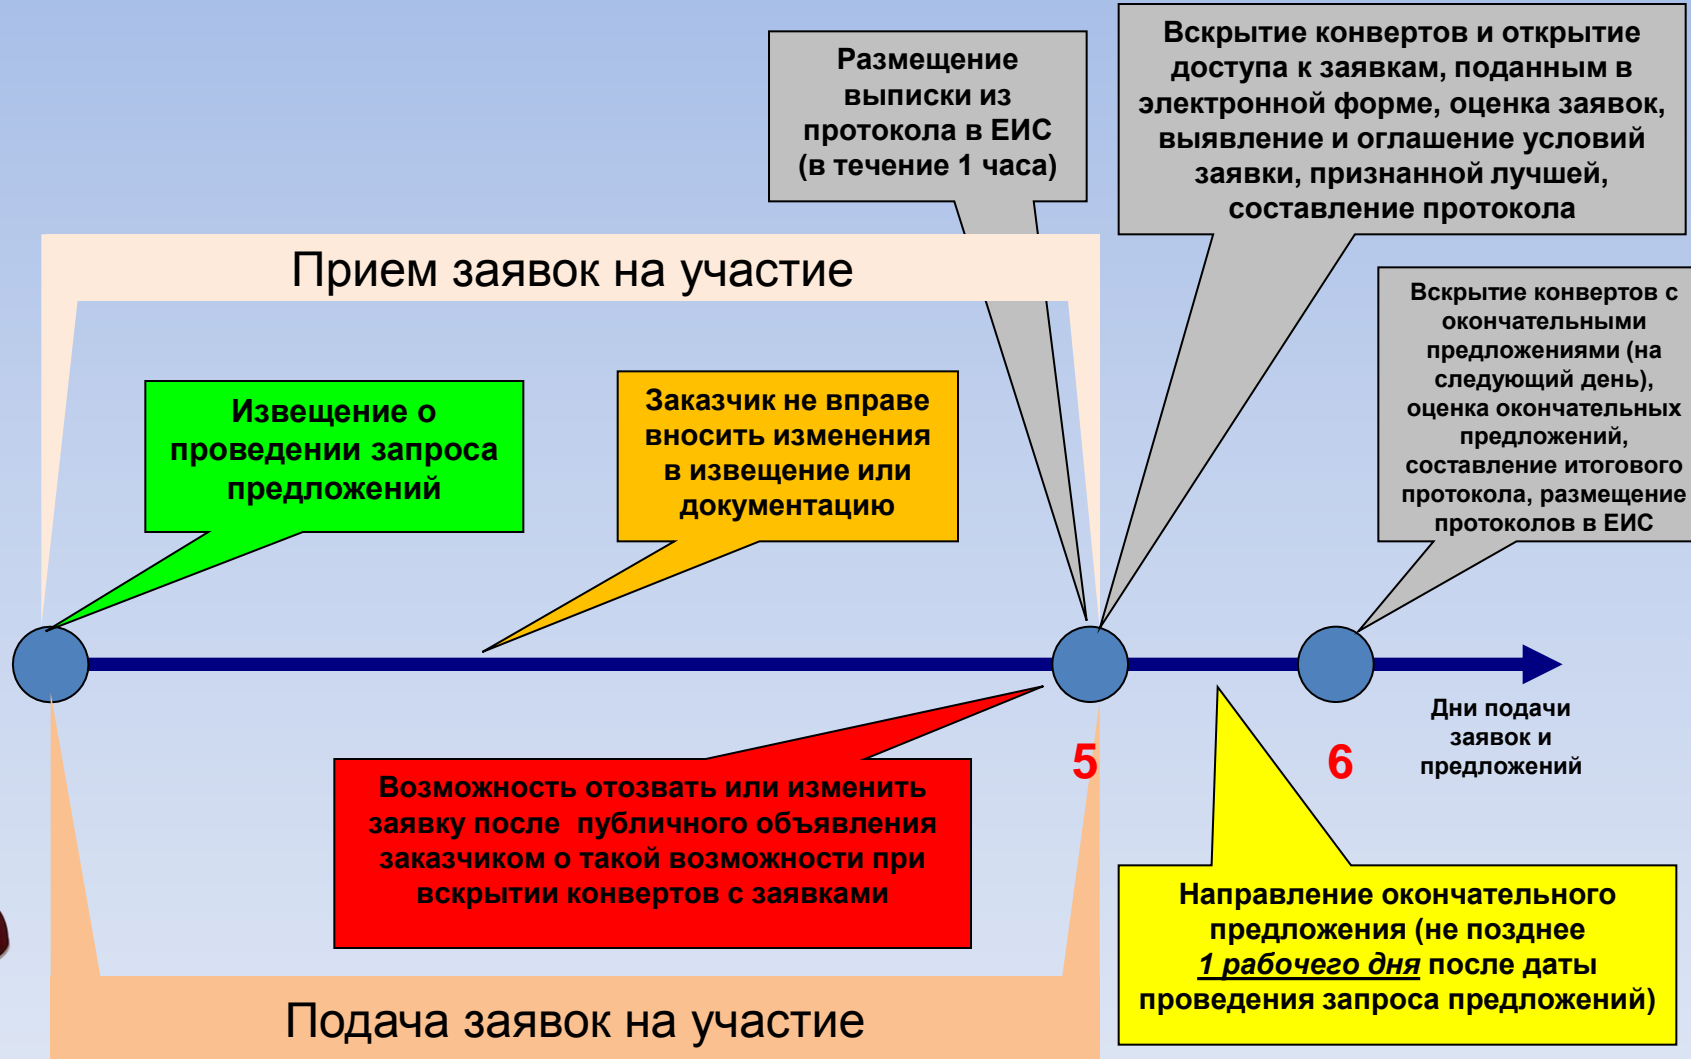 Размещение
выписки из
протокола в ЕИС
(в течение 1 часа)
Вскрытие конвертов и открытие
доступа к заявкам, поданным в
электронной форме, оценка заявок,
выявление и оглашение условий
заявки, признанной лучшей,
составление протокола
Прием заявок на участие
Вскрытие конвертов с
окончательными
предложениями (на
следующий день),
оценка окончательных
предложений,
составление итогового
протокола, размещение
протоколов в ЕИС
Извещение о
проведении запроса
предложений
Заказчик не вправе
вносить изменения
в извещение или
документацию
Дни подачи
заявок и
предложений
5
6
Возможность отозвать или изменить
заявку после публичного объявления
заказчиком о такой возможности при
вскрытии конвертов с заявками
Направление окончательного
предложения (не позднее
1 рабочего дня после даты
проведения запроса предложений)
Подача заявок на участие